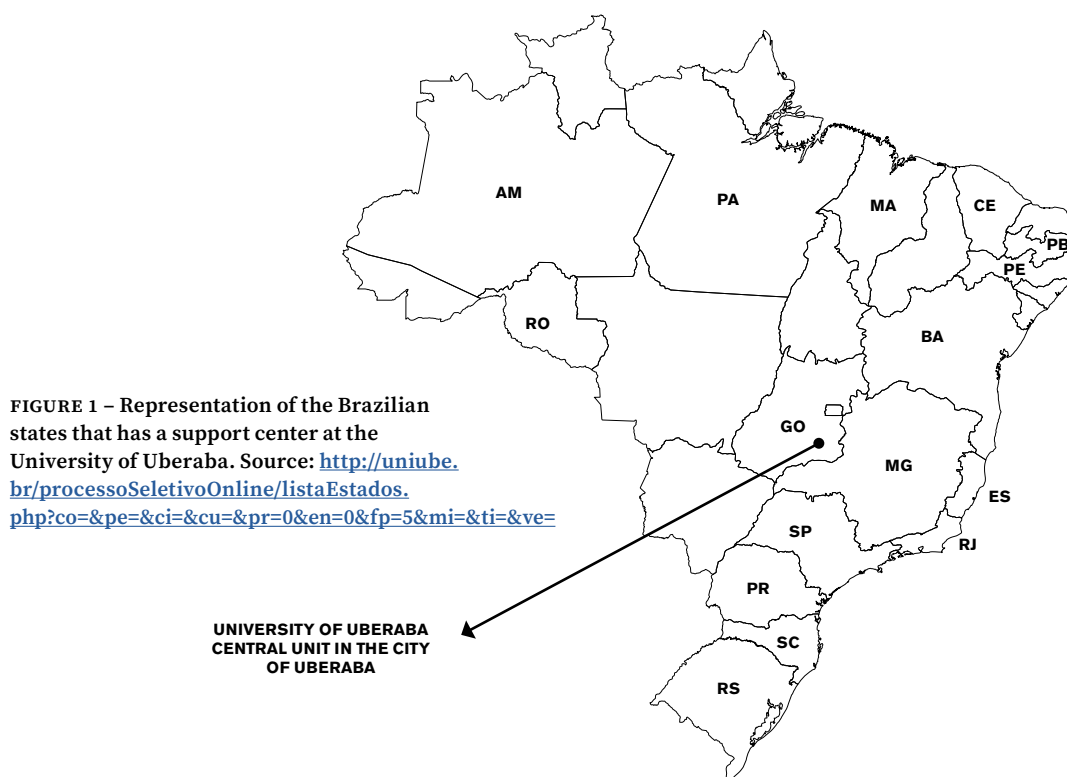 AM
PA
MA
CE
PB
PE
RO
BA
FIGURE 1 – Representation of the Brazilian
states that has a support center at the
University of Uberaba. Source: http://uniube.
br/processoSeletivoOnline/listaEstados.
php?co=&pe=&ci=&cu=&pr=0&en=0&fp=5&mi=&ti=&ve=
GO
MG
ES
SP
RJ
PR
UNIVERSITY OF UBERABA
CENTRAL UNIT IN THE CITY
OF UBERABA
SC
RS